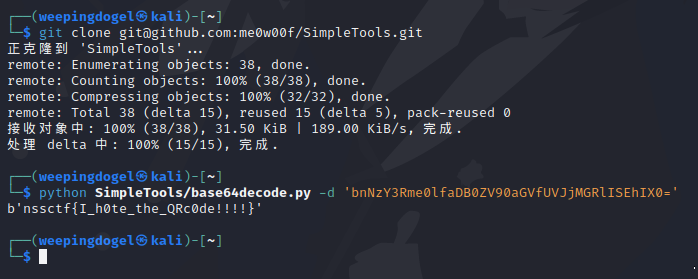 ┌──(weepingdogel㉿kali)-[~]
└─$ git clone git@github.com:me0w00f/SimpleTools.git
正克隆到 'SimpleTools'...
remote: Enumerating objects: 38, done.
remote: Counting objects: 100% (38/38), done.
remote: Compressing objects: 100% (32/32), done.
remote: Total 38 (delta 15), reused 15 (delta 5), pack-reused 0
接收对象中: 100% (38/38), 31.50 KiB | 189.00 KiB/s, 完成.
处理 delta 中: 100% (15/15), 完成.
┌──(weepingdogel㉿kali)-[~]
└─$ python SimpleTools/base64decode.py -d 'bnNzY3Rme0lfaDB0ZV90aGVfUVJjMGRlISEhIX0='
b'nssctf{I_h0te_the_QRc0de!!!!}'
┌──(weepingdogel㉿kali)-[~]
└─$